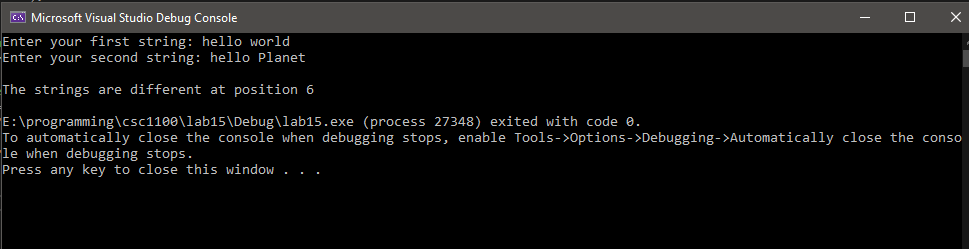 Microsoft Visual Studio Debug Console
Enter your first string: hello world
Enter your second string: hello Planet
The strings are different at position 6
E:\programming\csc1100\lab15\Debug\lab15.exe (process 27348) exited with code 0.
To automatically close the console when debugging stops, enable Tools->Options->Debugging->Automatically close the conso
le when debugging stops.
Press any key to close this window . . .